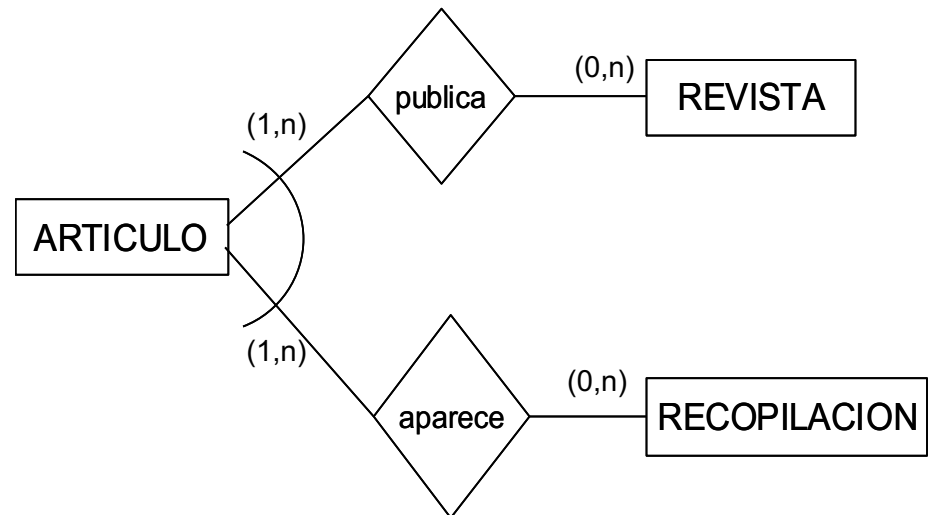 (0,n)
publica
REVISTA
(1,n)
ARTICULO
(1,n)
(0,n)
aparece
RECOPILACION